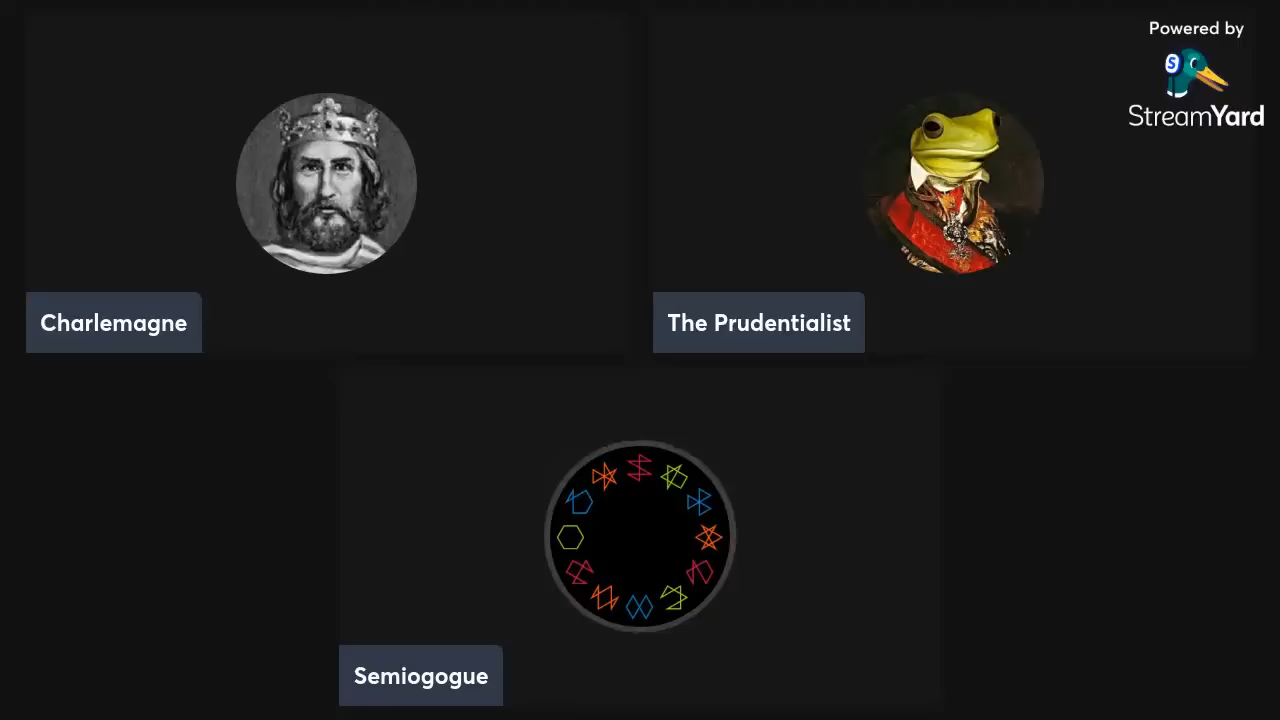 Powered by
S
StreamYard
Charlemagne
The Prudentialist
Semiogogue